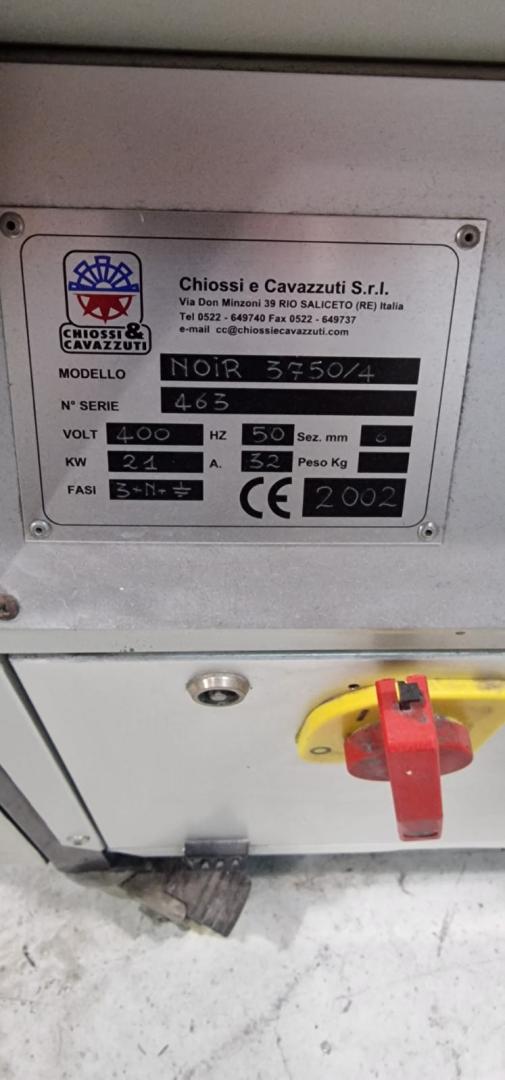 Chiossi e Cavazzuti S.r.l.
Via Don Minzoni 39 RIO SALICETO (RE) Italia
Tel 0522 - 649740 Fax 0522 - 649737
e-mail cc@chiossiecavazzuti.com
CHIOSSI &
CAVAZZUTI
MODELLO NOiR 3750/4
N° SERIE 463
VOLT 400 HZ 50 Sez. mm 6
KW 21 A. 32 Peso Kg
FASI 3+N+⏚ CE 2002
I
O